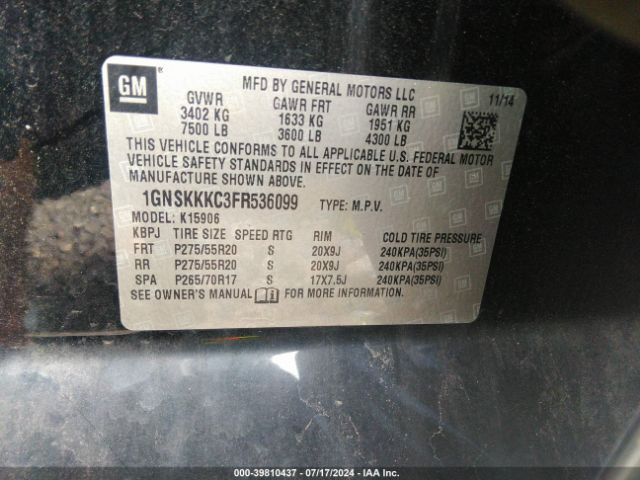 GM ®
MFD BY GENERAL MOTORS LLC 11/14
GVWR GAWR FRT GAWR RR
3402 KG 1633 KG 1951 KG
7500 LB 3600 LB 4300 LB
THIS VEHICLE CONFORMS TO ALL APPLICABLE U.S. FEDERAL MOTOR
VEHICLE SAFETY STANDARDS IN EFFECT ON THE DATE OF
MANUFACTURE SHOWN ABOVE.
1GNSKKKC3FR536099 TYPE: M.P.V.
MODEL: K15906
KBPJ TIRE SIZE SPEED RTG RIM COLD TIRE PRESSURE
FRT P275/55R20 S 20X9J 240KPA(35PSI)
RR P275/55R20 S 20X9J 240KPA(35PSI)
SPA P265/70R17 S 17X7.5J 240KPA(35PSI)
SEE OWNER'S MANUAL FOR MORE INFORMATION.
000-39810437 - 07/17/2024 - IAA Inc.